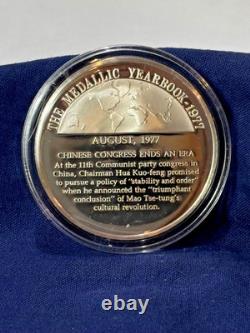 THE MEDALLIC YEARBOOK-1977
AUGUST, 1977
CHINESE CONGRESS ENDS AN ERA
At the 11th Communist party congress in
China, Chairman Hua Kuo-feng promised
to pursue a policy of "stability and order"
when he announced the "triumphant
conclusion" of Mao Tse-tung's
cultural revolution.